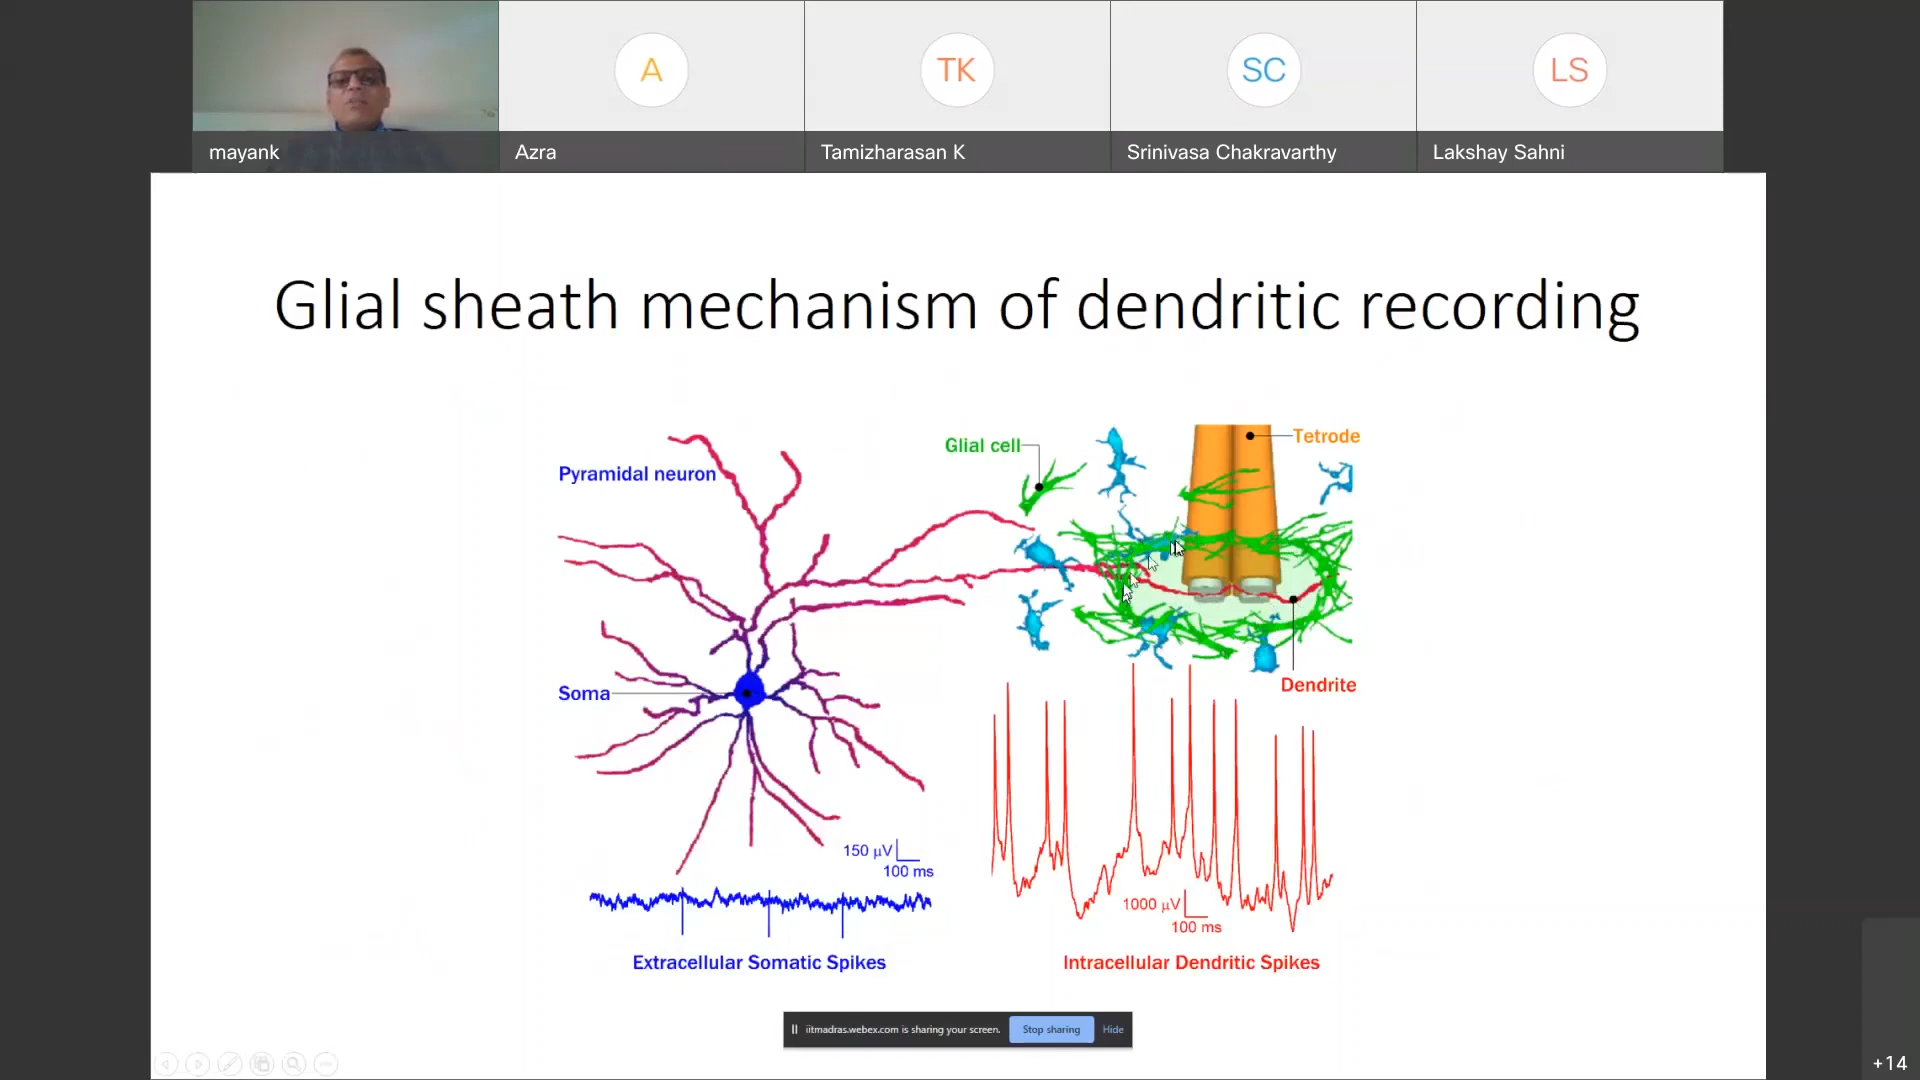 A
TK
SC
LS
mayank
Azra
Tamizharasan K
Srinivasa Chakravarthy
Lakshay Sahni
Glial sheath mechanism of dendritic recording
Glial cell
Tetrode
Pyramidal neuron
Soma
Dendrite
150 µV
100 ms
1000 µV
100 ms
Extracellular Somatic Spikes
Intracellular Dendritic Spikes
iitmadras.webex.com is sharing your screen.
Stop sharing
Hide
+14